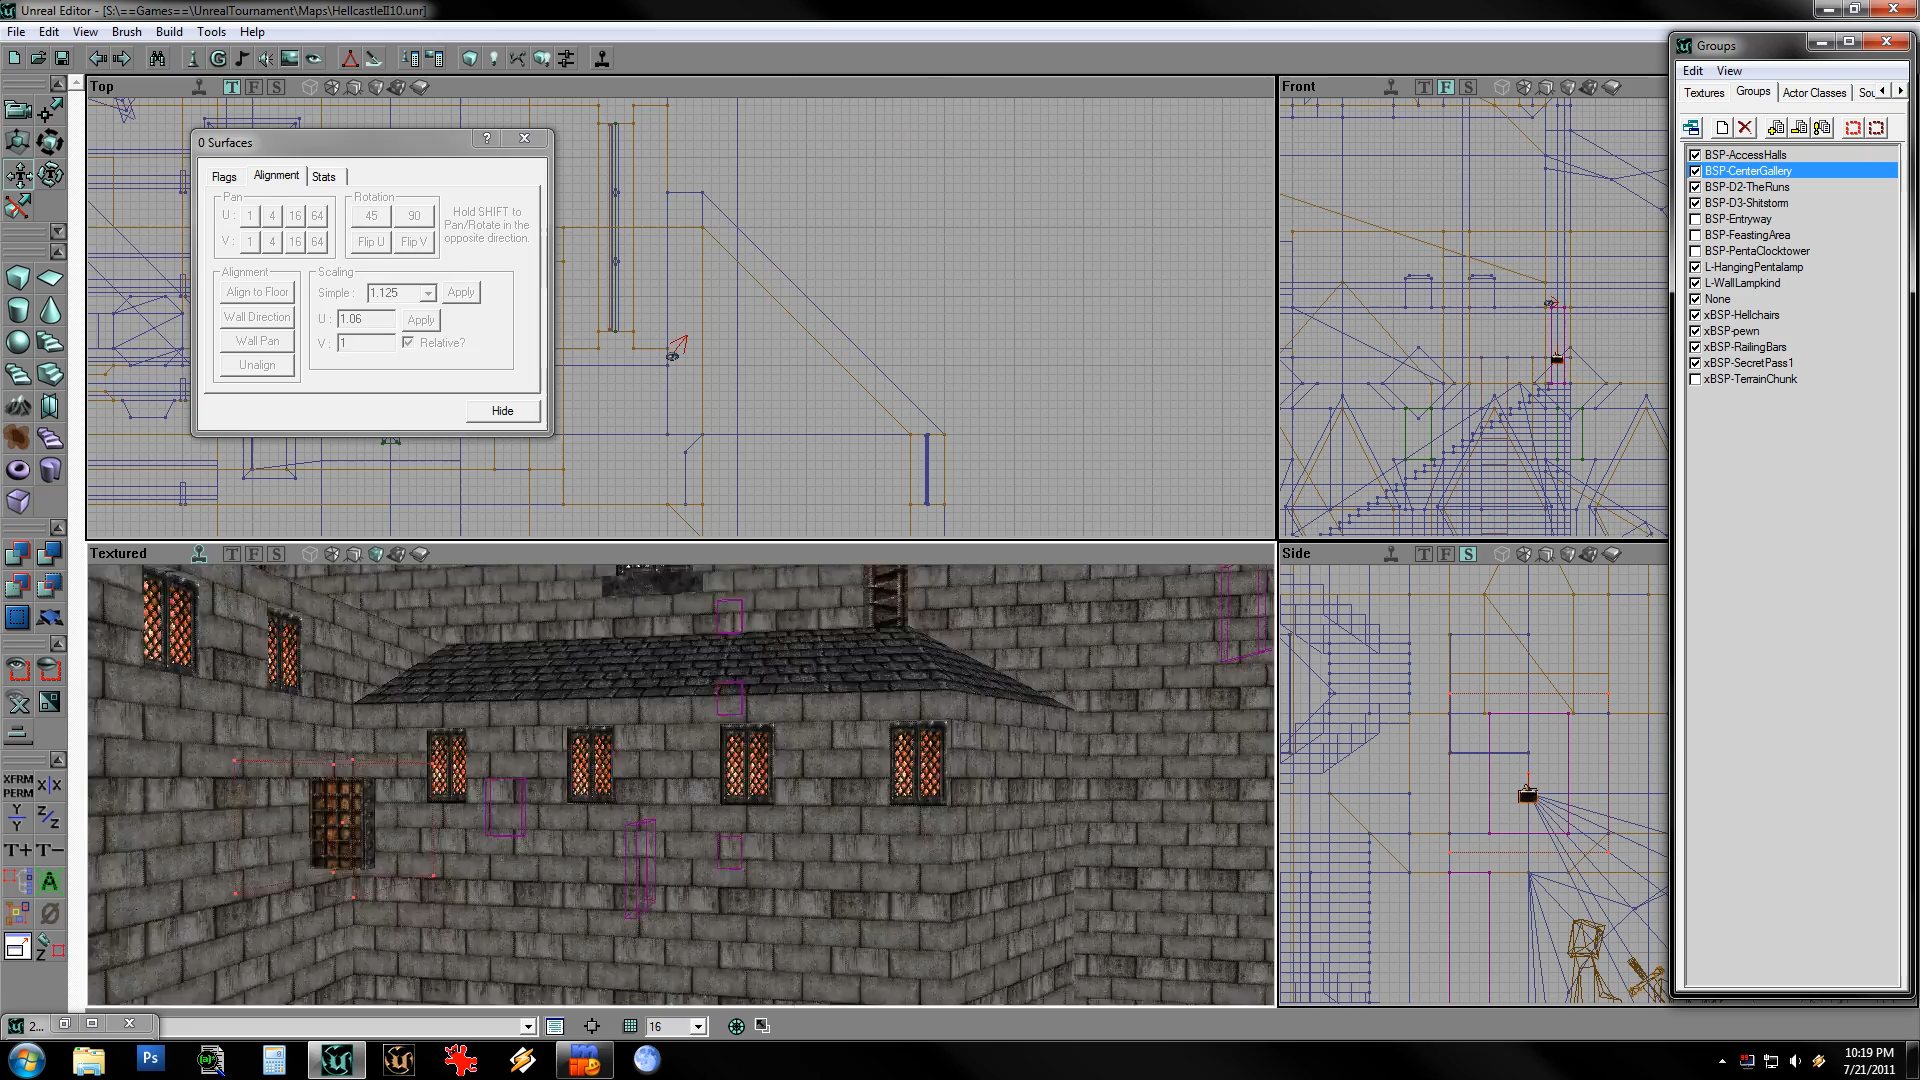 Unreal Editor - [S:\==Games==\UnrealTournament\Maps\HellcastleII10.unr]
File Edit View Brush Build Tools Help
Top
T F S
Front
T F S
0 Surfaces
?
Flags Alignment Stats
Pan
U : 1 4 16 64
V : 1 4 16 64
Rotation
45 90
Flip U Flip V
Hold SHIFT to
Pan/Rotate in the
opposite direction.
Alignment
Align to Floor
Wall Direction
Wall Pan
Unalign
Scaling
Simple : 1.125 Apply
U : 1.06 Apply
V : 1 Relative?
Hide
Textured
T F S
Side
T F S
Groups
Edit View
Textures Groups Actor Classes Sou
BSP-AccessHalls
BSP-CenterGallery
BSP-D2-TheRuns
BSP-D3-Shitstorm
BSP-Entryway
BSP-FeastingArea
BSP-PentaClocktower
L-HangingPentalamp
L-WallLampkind
None
xBSP-Hellchairs
xBSP-pewn
xBSP-RailingBars
xBSP-SecretPass1
xBSP-TerrainChunk
XFRM
PERM
X X
Y
Y
Z/Z
T+ T-
A
Z
2...
16
Ps
10:19 PM
7/21/2011